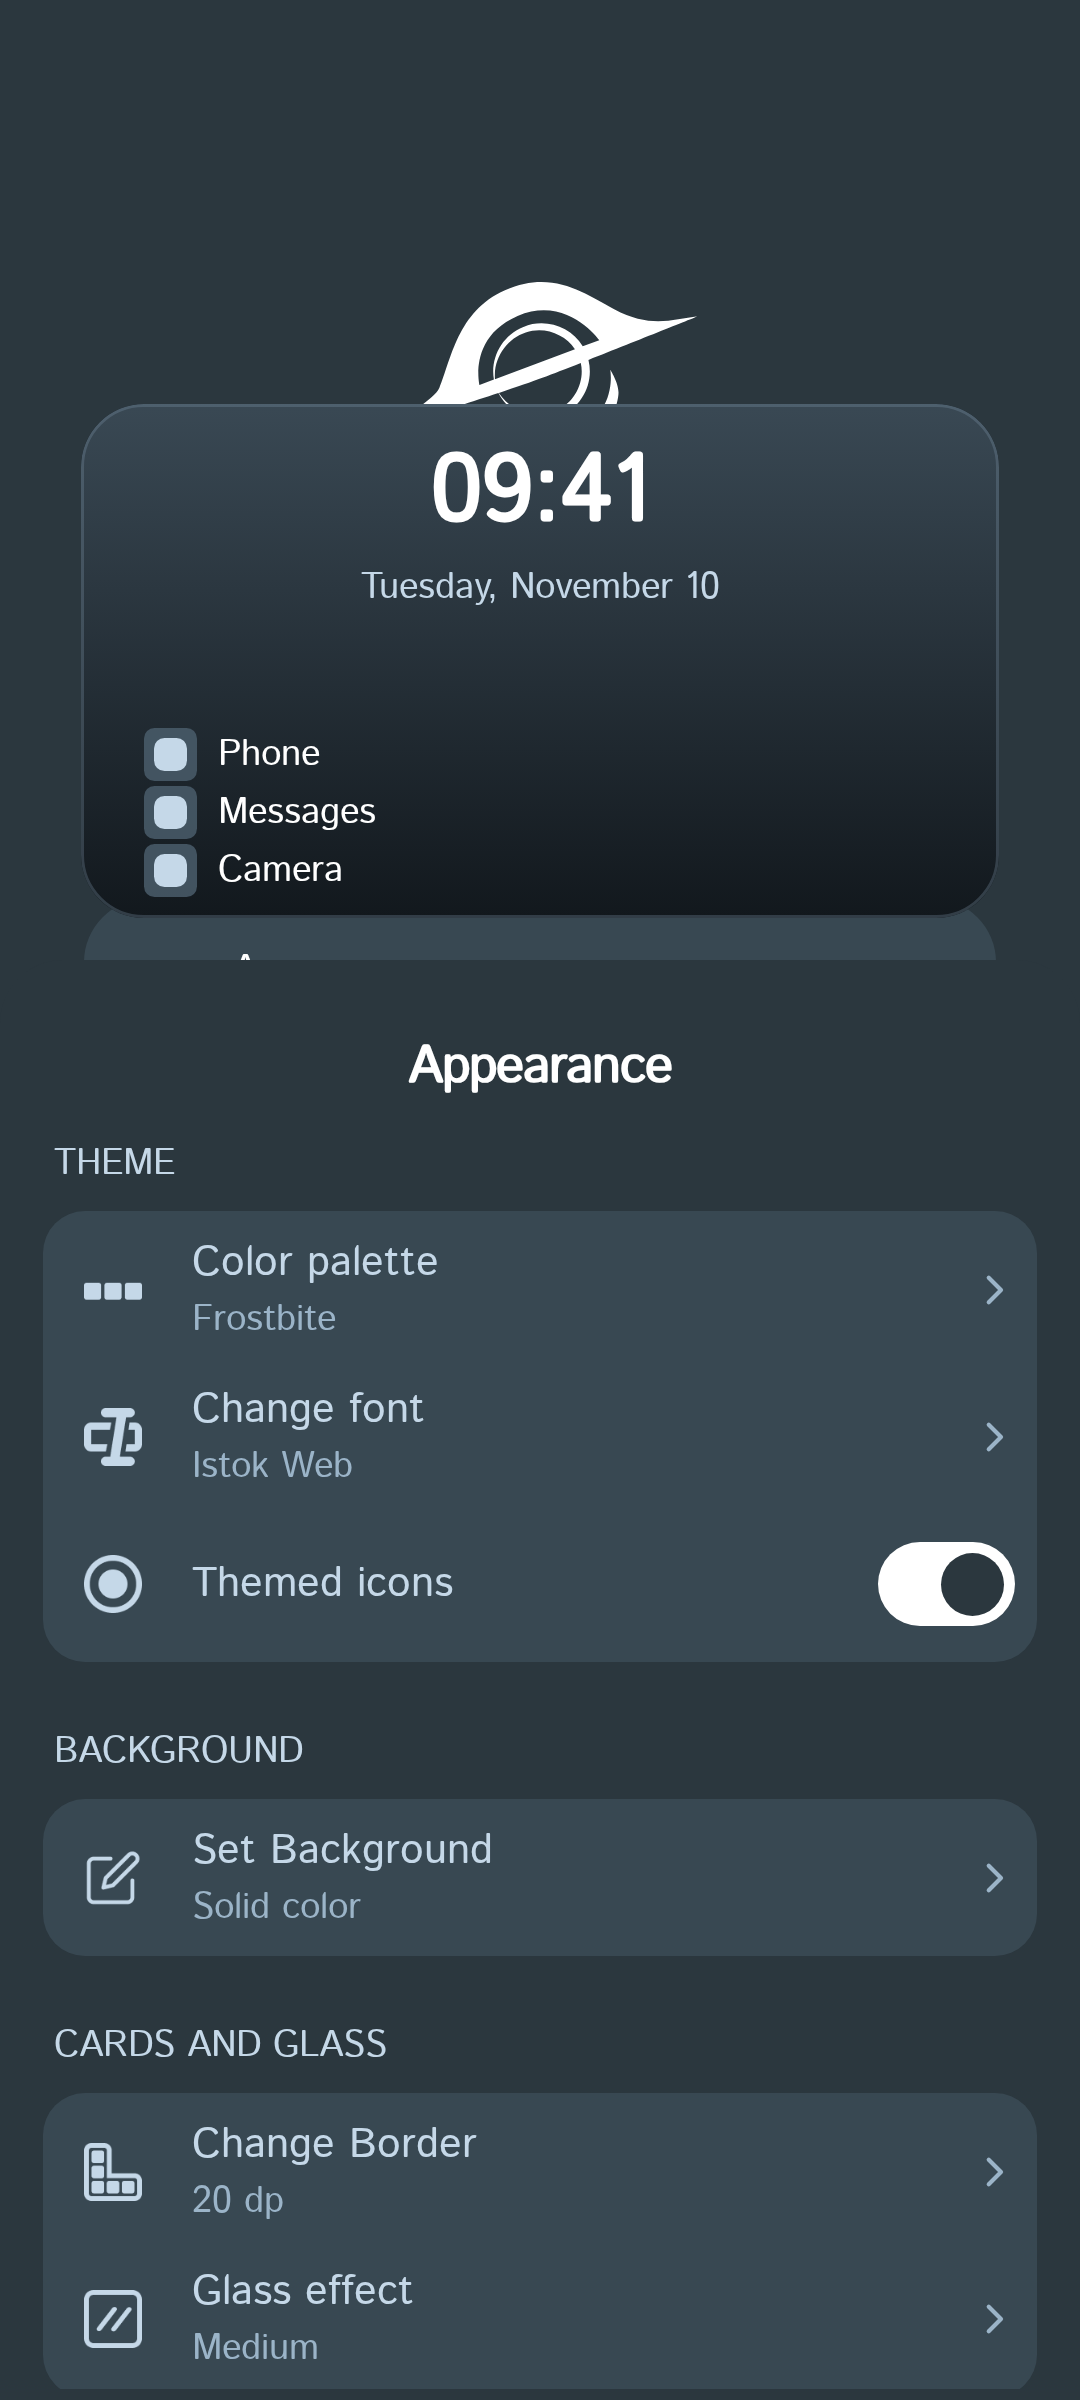 09:41
Tuesday, November 10
Phone
Messages
Camera
Appearance
THEME
Color palette
Frostbite
Change font
Istok Web
Themed icons
BACKGROUND
Set Background
Solid color
CARDS AND GLASS
Change Border
20 dp
Glass effect
Medium